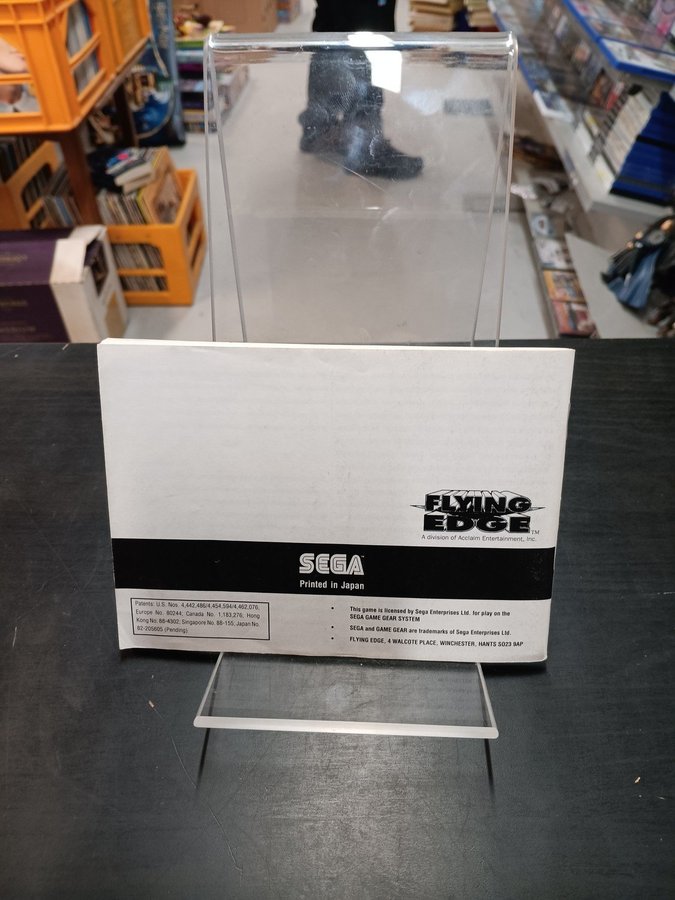 FLYING
EDGE™
A division of Acclaim Entertainment, Inc.
SEGA™
Printed in Japan
Patents: U.S. Nos. 4,442,486/4,454,594/4,462,076,
Europe No. 80244; Canada No. 1,183,276; Hong
Kong No. 88-4302; Singapore No. 88-155; Japan No.
82-205605 (Pending)
• This game is licensed by Sega Enterprises Ltd. for play on the
SEGA GAME GEAR SYSTEM
• SEGA and GAME GEAR are trademarks of Sega Enterprises Ltd.
• FLYING EDGE, 4 WALCOTE PLACE, WINCHESTER, HANTS SO23 9AP